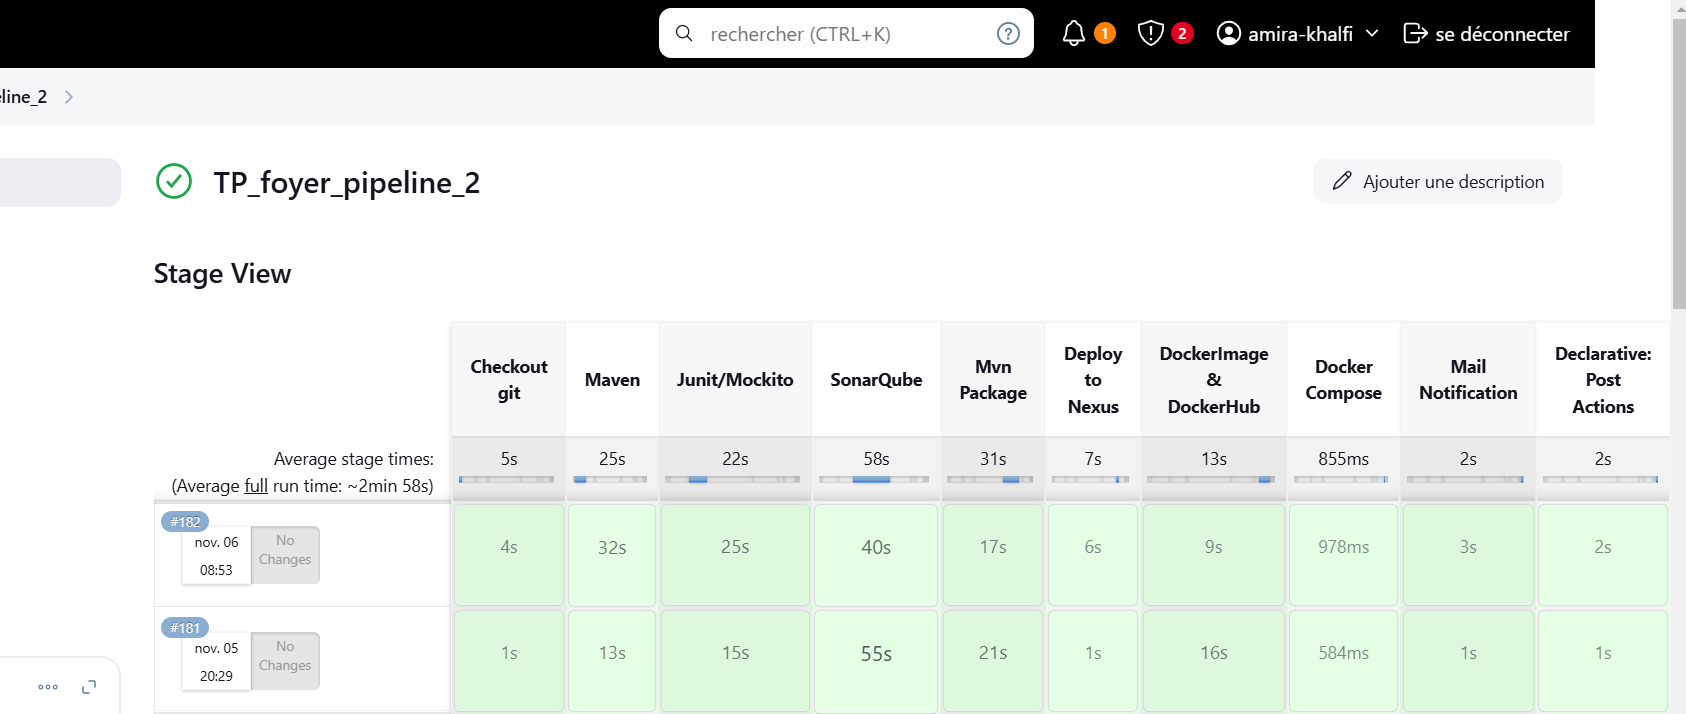 rechercher (CTRL+K) ? 1 2 amira-khalfi se déconnecter
eline_2
TP_foyer_pipeline_2
Ajouter une description
Stage View
Checkout git
Maven
Junit/Mockito
SonarQube
Mvn Package
Deploy to Nexus
DockerImage & DockerHub
Docker Compose
Mail Notification
Declarative: Post Actions
Average stage times:
(Average full run time: ~2min 58s)
5s 25s 22s 58s 31s 7s 13s 855ms 2s 2s
#182
nov. 06
08:53
No Changes
4s 32s 25s 40s 17s 6s 9s 978ms 3s 2s
#181
nov. 05
20:29
No Changes
1s 13s 15s 55s 21s 1s 16s 584ms 1s 1s